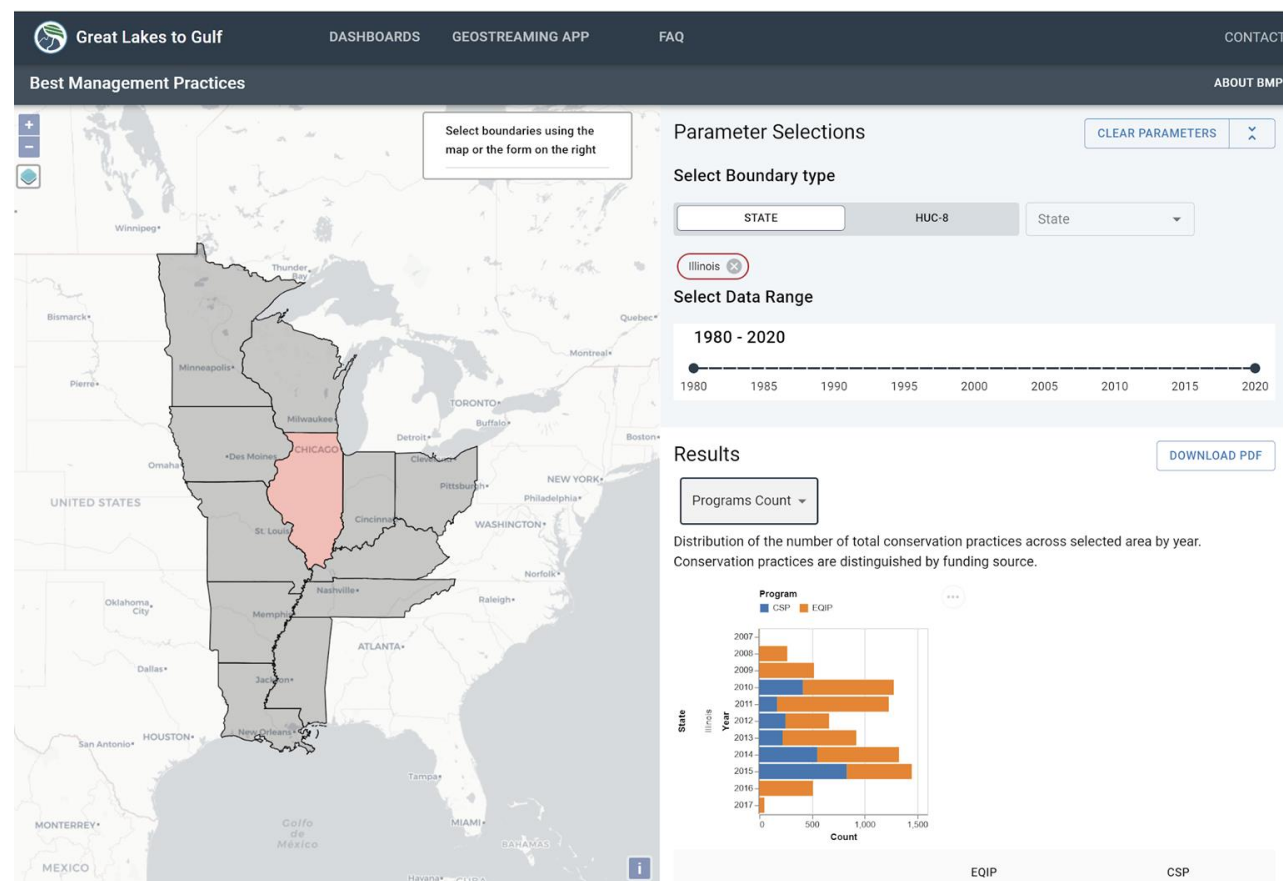 Great Lakes to Gulf
DASHBOARDS
GEOSTREAMING APP
FAQ
CONTACT
Best Management Practices
ABOUT BMP
+
−
Select boundaries using the
map or the form on the right
Winnipeg
Thunder
Bay
Bismarck
Quebec
Montreal
Minneapolis
Pierre
TORONTO
Milwaukee
Buffalo
Detroit
Boston
CHICAGO
Des Moines
Omaha
Cleveland
NEW YORK
Pittsburgh
Philadelphia
UNITED STATES
Cincinna
WASHINGTON
St. Louis
Norfolk
Nashville
Raleigh
Oklahoma
City
Memphis
ATLANTA
Dallas
Jackson
New Orleans
HOUSTON
San Antonio
Tampa
MONTERREY
Golfo
de
México
MIAMI
BAHAMAS
MEXICO
Havana
CUBA
i
Parameter Selections
CLEAR PARAMETERS
Select Boundary type
STATE
HUC-8
State
Illinois
Select Data Range
1980 - 2020
1980 1985 1990 1995 2000 2005 2010 2015 2020
Results
DOWNLOAD PDF
Programs Count
Distribution of the number of total conservation practices across selected area by year.
Conservation practices are distinguished by funding source.
Program
CSP EQIP
State
Illinois
Year
2007
2008
2009
2010
2011
2012
2013
2014
2015
2016
2017
0 500 1,000 1,500
Count
EQIP CSP